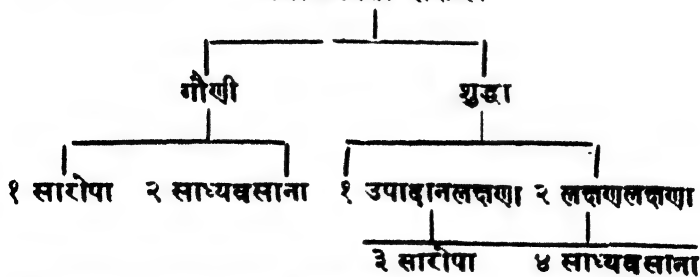 गौणी शुद्धा
१ सारोपा २ साध्यवसाना १ उपादानलक्षणा २ लक्षणलक्षणा
३ सारोपा ४ साध्यवसाना